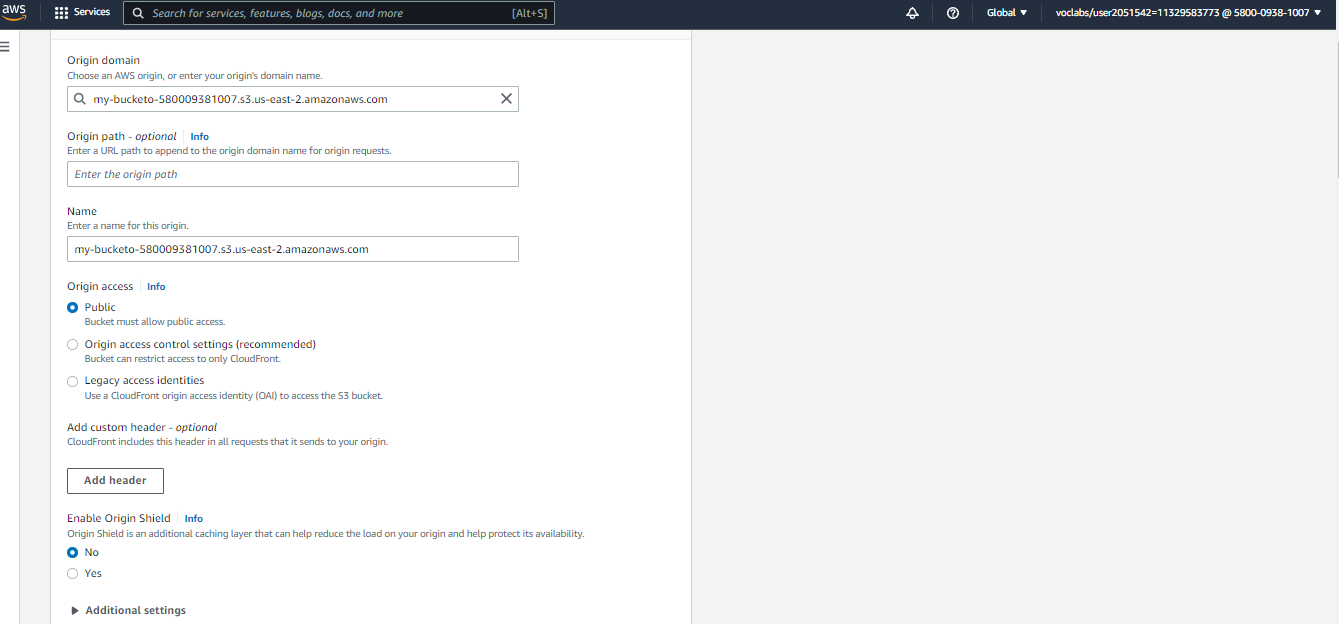 aws
Services
Search for services, features, blogs, docs, and more
[Alt+S]
Global
voclabs/user2051542=11329583773 @ 5800-0938-1007
Origin domain
Choose an AWS origin, or enter your origin's domain name.
my-bucketo-580009381007.s3.us-east-2.amazonaws.com
Origin path - optional Info
Enter a URL path to append to the origin domain name for origin requests.
Enter the origin path
Name
Enter a name for this origin.
my-bucketo-580009381007.s3.us-east-2.amazonaws.com
Origin access Info
Public
Bucket must allow public access.
Origin access control settings (recommended)
Bucket can restrict access to only CloudFront.
Legacy access identities
Use a CloudFront origin access identity (OAI) to access the S3 bucket.
Add custom header - optional
CloudFront includes this header in all requests that it sends to your origin.
Add header
Enable Origin Shield Info
Origin Shield is an additional caching layer that can help reduce the load on your origin and help protect its availability.
No
Yes
Additional settings